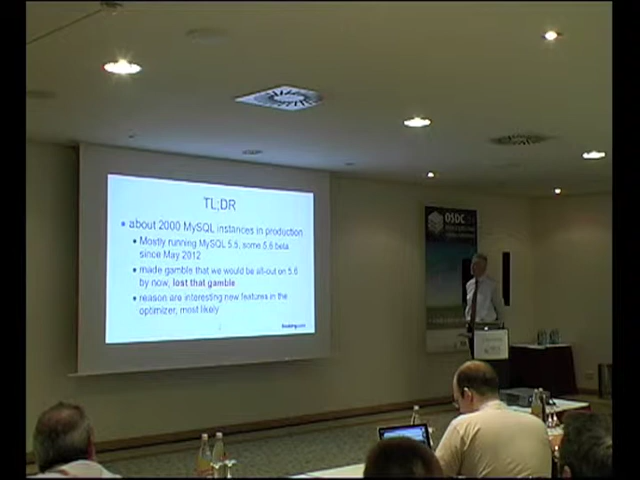 TL;DR
about 2000 MySQL instances in production
Mostly running MySQL 5.5, some 5.6 beta
since May 2012
made gamble that we would be all-out on 5.6
by now, lost that gamble
reason are interesting new features in the
optimizer, most likely
booking.com
OSDC